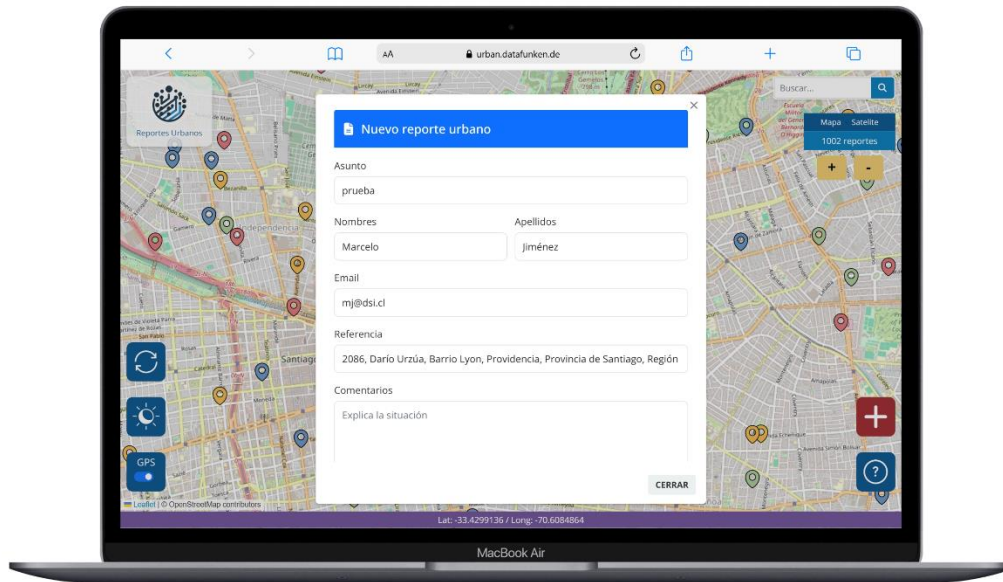 AA
urban.datafunken.de
Reportes Urbanos
Buscar...
Mapa Satelite
1002 reportes
+
-
Nuevo reporte urbano
Asunto
prueba
Nombres
Apellidos
Marcelo
Jiménez
Email
mj@dsi.cl
Referencia
2086, Darío Urzúa, Barrio Lyon, Providencia, Provincia de Santiago, Región
Comentarios
Explica la situación
CERRAR
Independencia
GPS
?
Leaflet | © OpenStreetMap contributors
Lat: -33.4299136 / Long: -70.6084864
MacBook Air